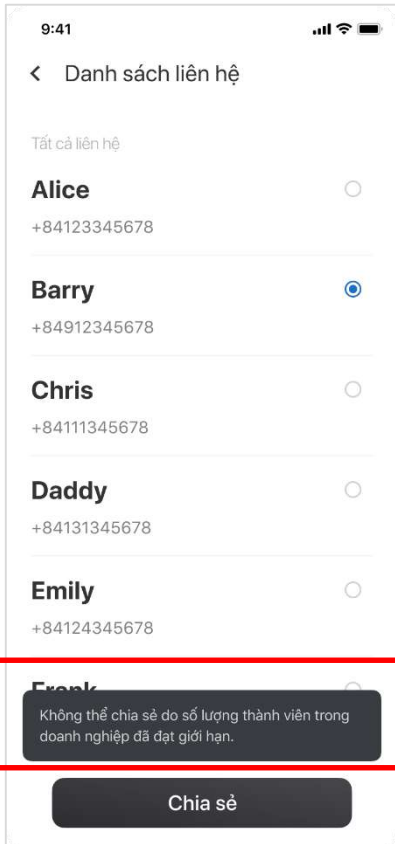 9:41
Danh sách liên hệ
Tất cả liên hệ
Alice
+84123345678
Barry
+84912345678
Chris
+84111345678
Daddy
+84131345678
Emily
+84124345678
Frank
Không thể chia sẻ do số lượng thành viên trong
doanh nghiệp đã đạt giới hạn.
Chia sẻ